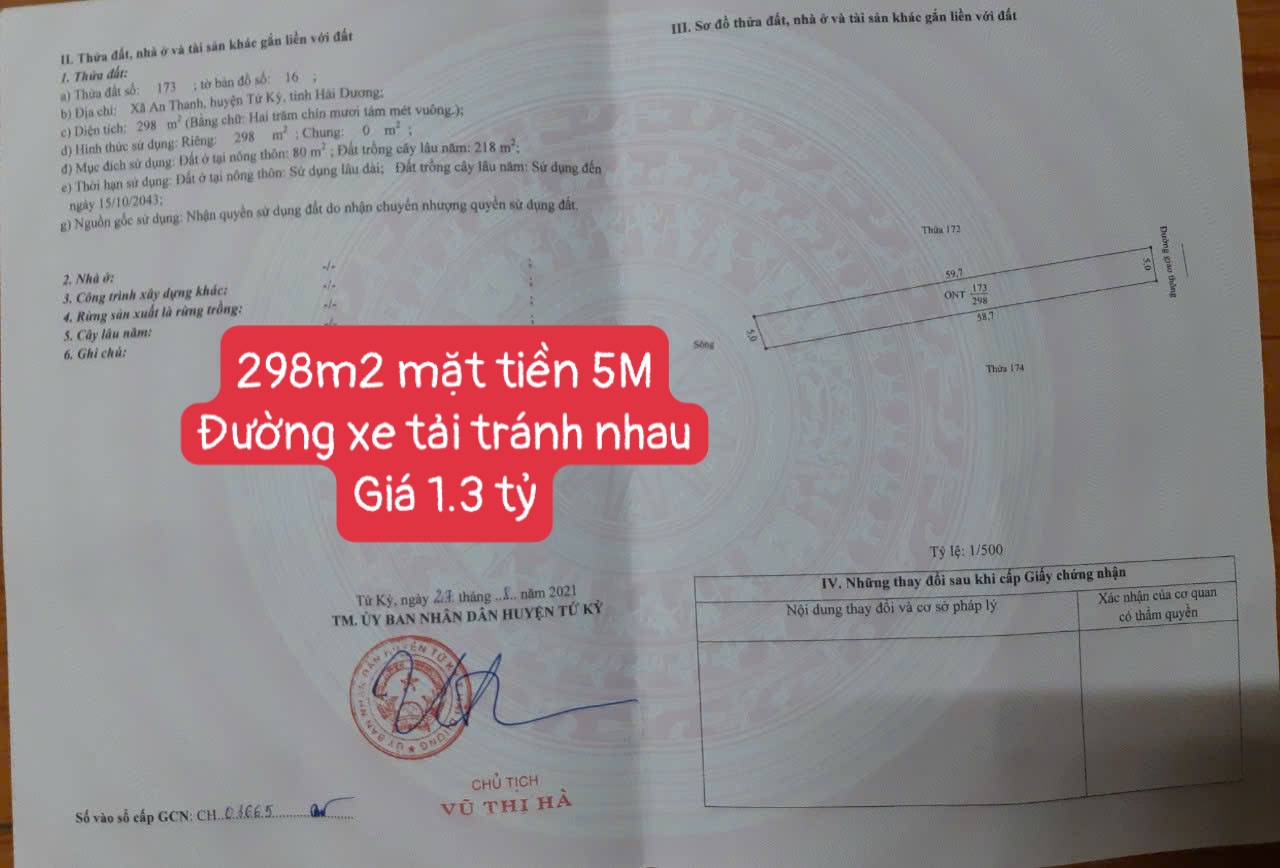 II. Thửa đất, nhà ở và tài sản khác gắn liền với đất
1. Thửa đất:
a) Thửa đất số: 173 ; tờ bản đồ số: 16 ;
b) Địa chỉ: Xã An Thanh, huyện Tứ Kỳ, tỉnh Hải Dương;
c) Diện tích: 298 m² (Bằng chữ: Hai trăm chín mươi tám mét vuông.);
d) Hình thức sử dụng: Riêng: 298 m² ; Chung: 0 m² ;
đ) Mục đích sử dụng: Đất ở tại nông thôn: 80 m² ; Đất trồng cây lâu năm: 218 m²;
e) Thời hạn sử dụng: Đất ở tại nông thôn: Sử dụng lâu dài; Đất trồng cây lâu năm: Sử dụng đến
ngày 15/10/2043;
g) Nguồn gốc sử dụng: Nhận quyền sử dụng đất do nhận chuyển nhượng quyền sử dụng đất.
2. Nhà ở: -/- ;
3. Công trình xây dựng khác: -/- ;
4. Rừng sản xuất là rừng trồng: -/- ;
5. Cây lâu năm: -/- ;
6. Ghi chú:
298m2 mặt tiền 5M
Đường xe tải tránh nhau
Giá 1.3 tỷ
Tứ Kỳ, ngày 27 tháng ..8.. năm 2021
TM. ỦY BAN NHÂN DÂN HUYỆN TỨ KỲ
CHỦ TỊCH
VŨ THỊ HÀ
Số vào sổ cấp GCN: CH 03665
III. Sơ đồ thửa đất, nhà ở và tài sản khác gắn liền với đất
Thửa 172
Đường giao thông
59.7
5.0
ONT 173
298
58.7
5.0
Sông
Thửa 174
Tỷ lệ: 1/500
IV. Những thay đổi sau khi cấp Giấy chứng nhận
Nội dung thay đổi và cơ sở pháp lý
Xác nhận của cơ quan
có thẩm quyền